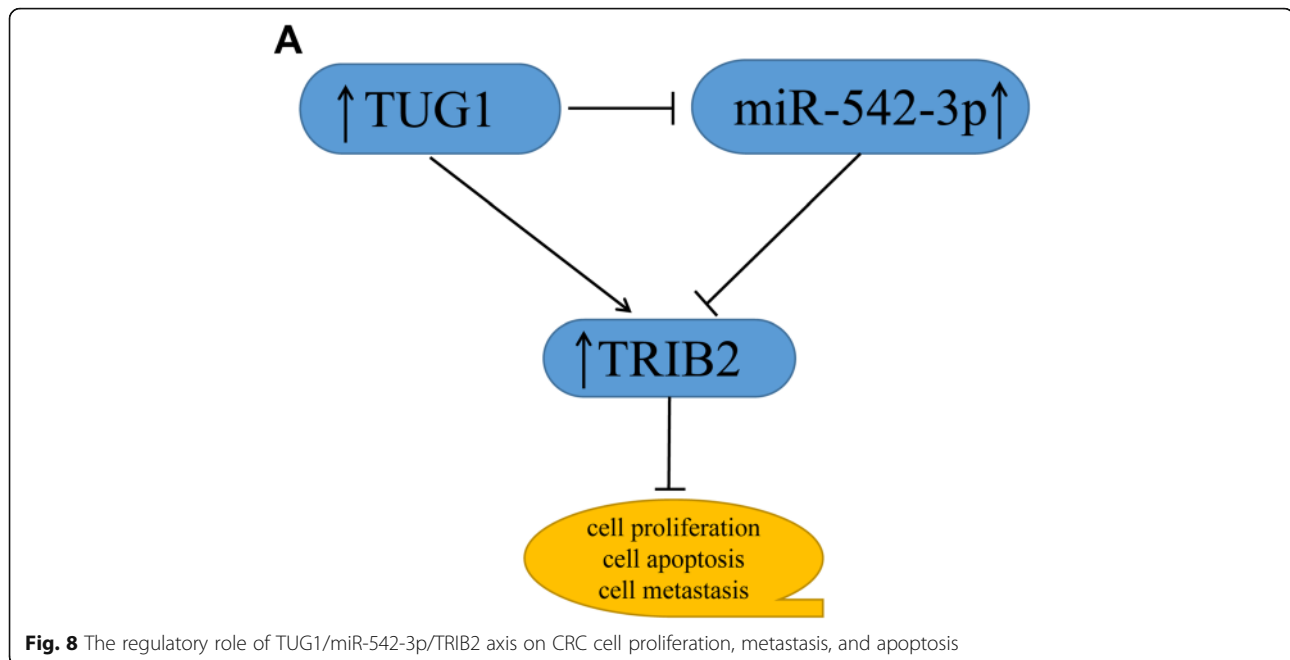 A
↑TUG1
miR-542-3p↑
↑TRIB2
cell proliferation
cell apoptosis
cell metastasis
Fig. 8 The regulatory role of TUG1/miR-542-3p/TRIB2 axis on CRC cell proliferation, metastasis, and apoptosis